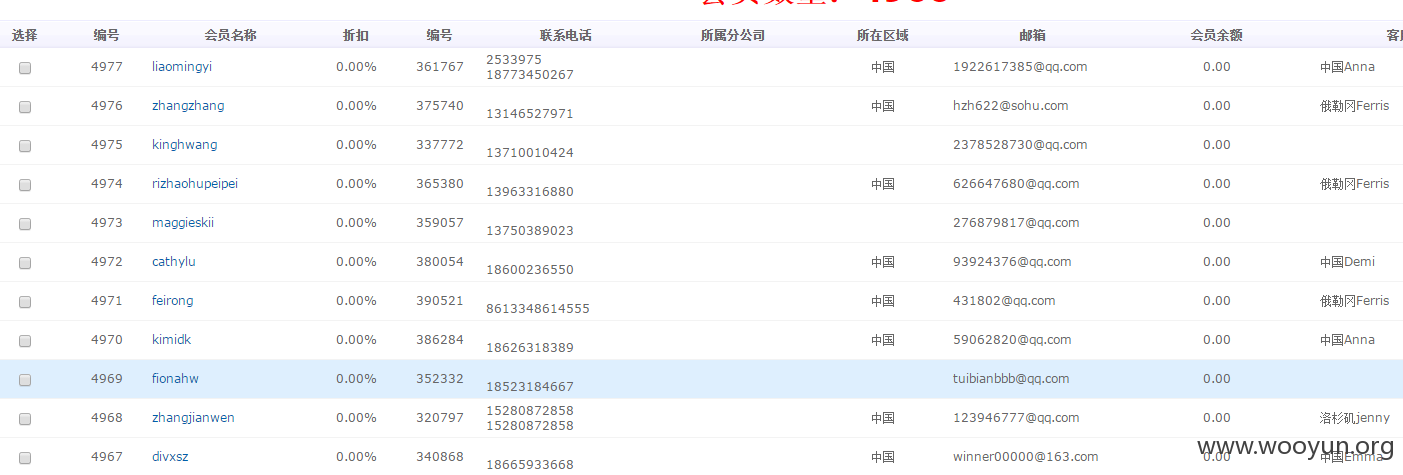 选择 编号 会员名称 折扣 编号 联系电话 所属分公司 所在区域 邮箱 会员余额 客
4977 liaomingyi 0.00% 361767 2533975 中国 1922617385@qq.com 0.00 中国Anna
18773450267
4976 zhangzhang 0.00% 375740 中国 hzh622@sohu.com 0.00 俄勒冈Ferris
13146527971
4975 kinghwang 0.00% 337772 2378528730@qq.com 0.00
13710010424
4974 rizhaohupeipei 0.00% 365380 中国 626647680@qq.com 0.00 俄勒冈Ferris
13963316880
4973 maggieskii 0.00% 359057 276879817@qq.com 0.00
13750389023
4972 cathylu 0.00% 380054 中国 93924376@qq.com 0.00 中国Demi
18600236550
4971 feirong 0.00% 390521 中国 431802@qq.com 0.00 俄勒冈Ferris
8613348614555
4970 kimidk 0.00% 386284 中国 59062820@qq.com 0.00 中国Anna
18626318389
4969 fionahw 0.00% 352332 tuibianbbb@qq.com 0.00
18523184667
4968 zhangjianwen 0.00% 320797 15280872858 中国 123946777@qq.com 0.00 洛杉矶jenny
15280872858
www.wooyun.org
4967 divxsz 0.00% 340868 中国 winner00000@163.com 0.00 中国Emma
18665933668